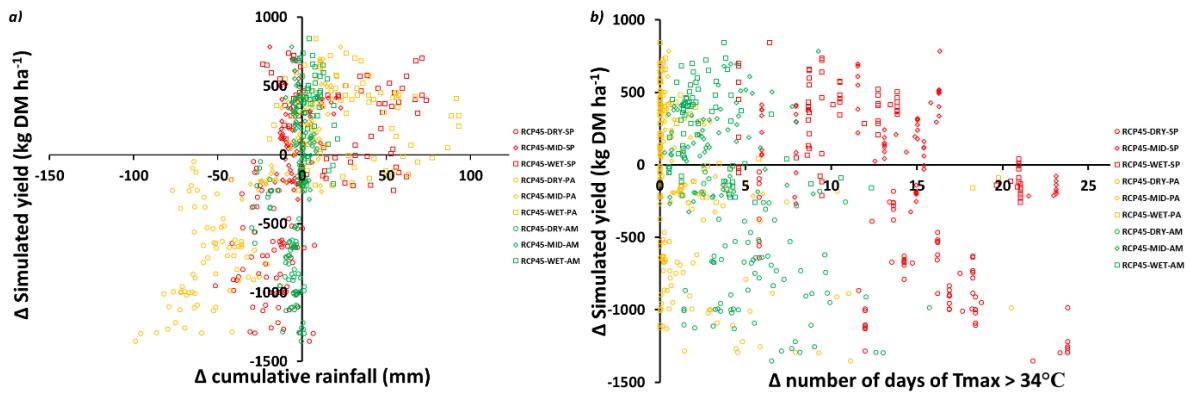 a)
Δ Simulated yield (kg DM ha-1)
1000
500
0
-500
-1000
-1500
-150
-100
-50
0
50
100
Δ cumulative rainfall (mm)
RCP45-DRY-SP
RCP45-MID-SP
RCP45-WET-SP
RCP45-DRY-PA
RCP45-MID-PA
RCP45-WET-PA
RCP45-DRY-AM
RCP45-MID-AM
RCP45-WET-AM
b)
Δ Simulated yield (kg DM ha-1)
1000
500
0
-500
-1000
-1500
0
5
10
15
20
25
Δ number of days of Tmax > 34°C
RCP45-DRY-SP
RCP45-MID-SP
RCP45-WET-SP
RCP45-DRY-PA
RCP45-MID-PA
RCP45-WET-PA
RCP45-DRY-AM
RCP45-MID-AM
RCP45-WET-AM